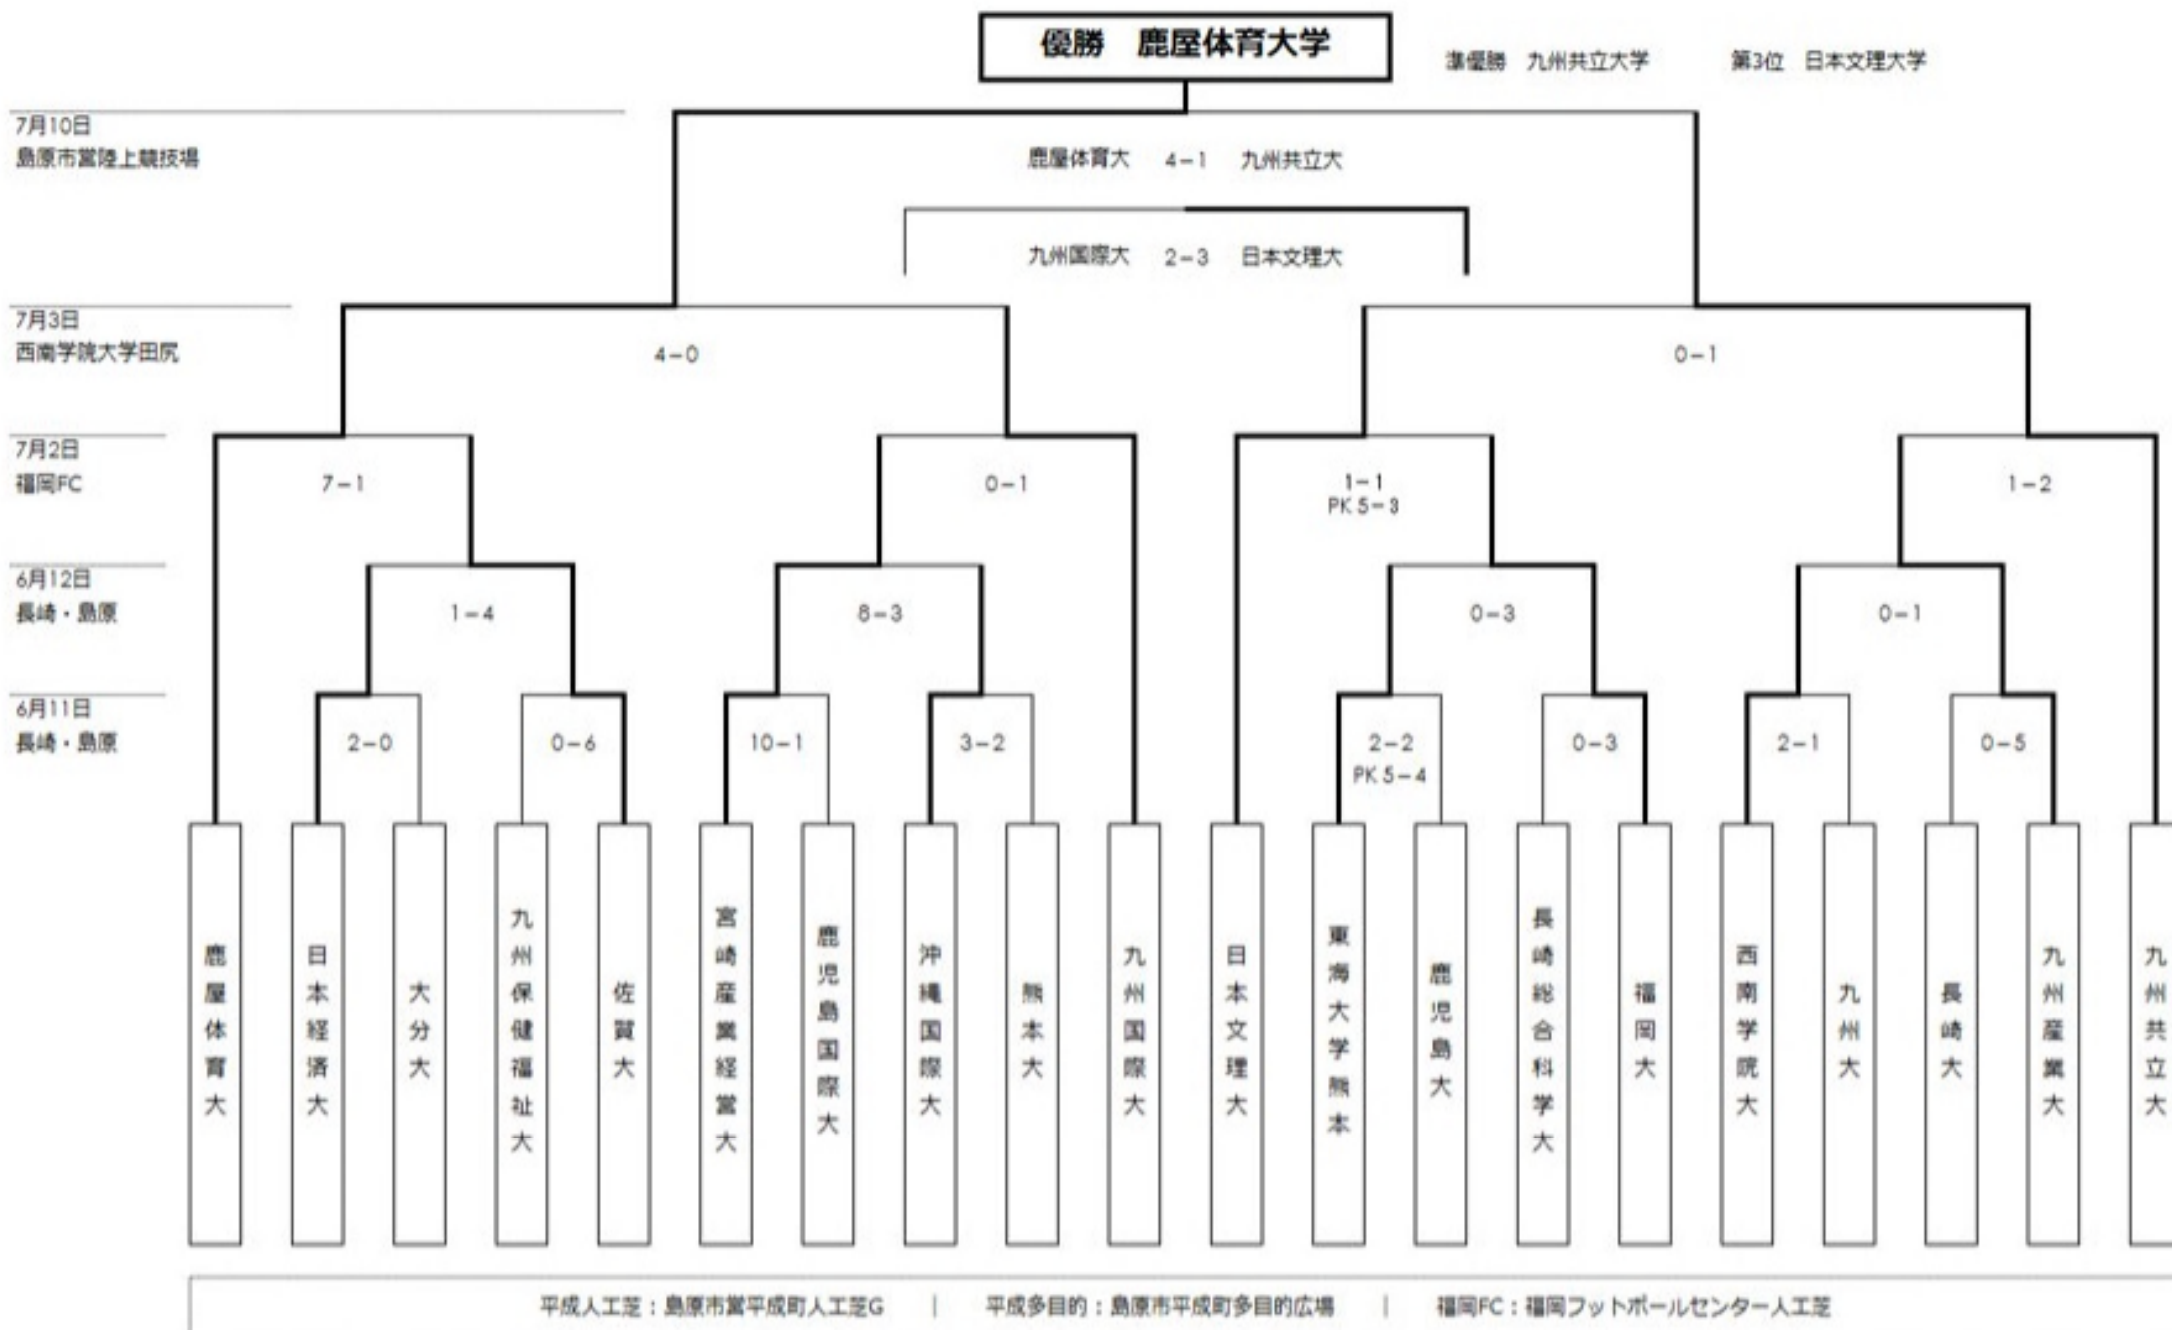 優勝　鹿屋体育大学
準優勝　九州共立大学　第3位　日本文理大学
7月10日
島原市営陸上競技場
鹿屋体育大　4-1　九州共立大
九州国際大　2-3　日本文理大
7月3日
西南学院大学田尻
4-0
0-1
7月2日
福岡FC
7-1
0-1
1-1
PK 5-3
1-2
6月12日
長崎・島原
1-4
8-3
0-3
0-1
6月11日
長崎・島原
2-0
0-6
10-1
3-2
2-2
PK 5-4
0-3
2-1
0-5
鹿屋体育大
日本経済大
大分大
九州保健福祉大
佐賀大
宮崎産業経営大
鹿児島国際大
沖縄国際大
熊本大
九州国際大
日本文理大
東海大学熊本
鹿児島大
長崎総合科学大
福岡大
西南学院大
九州大
長崎大
九州産業大
九州共立大
平成人工芝：島原市営平成町人工芝G　|　平成多目的：島原市平成町多目的広場　|　福岡FC：福岡フットボールセンター人工芝